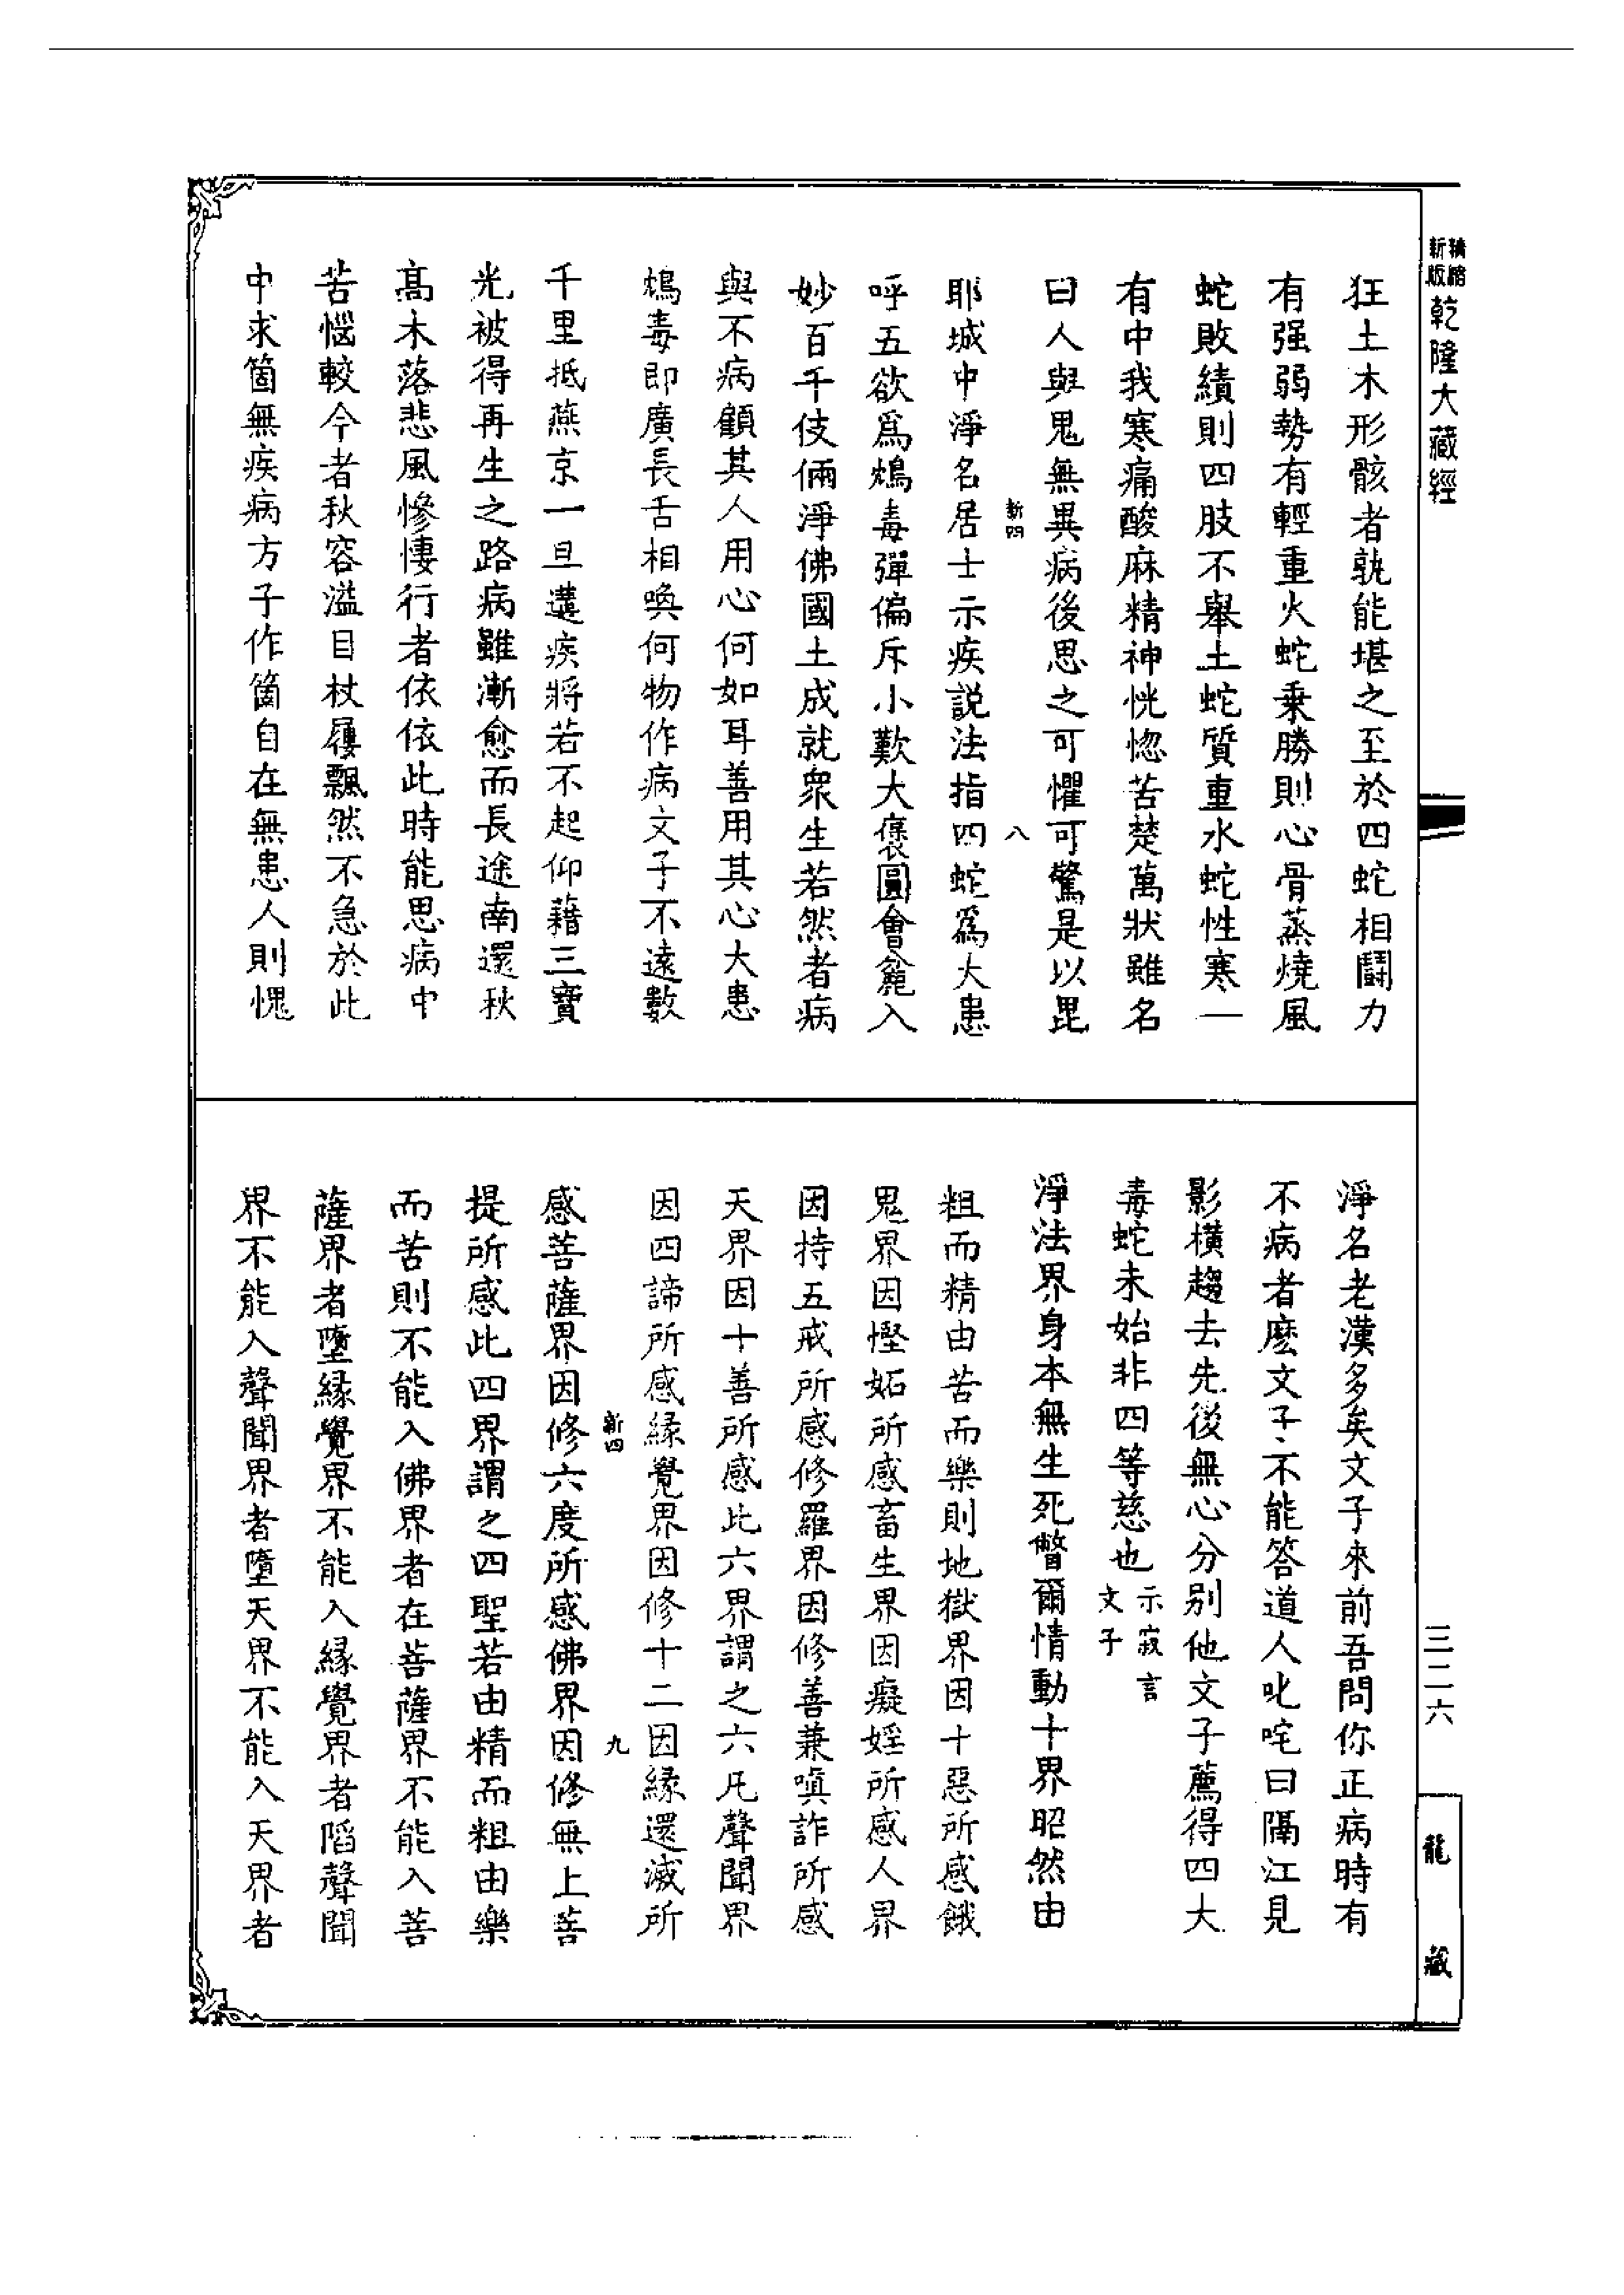 精縮新版
乾隆大藏經
狂土木形骸者孰能堪之至於四蛇相鬪力
有强弱勢有輕重火蛇乗勝則心骨蒸燒風
蛇敗績則四肢不舉土蛇質重水蛇性寒一
有中我寒痛酸麻精神恍惚苦楚萬狀雖名
曰人與鬼無異病後思之可懼可驚是以毘
新四
八
耶城中淨名居士示疾説法指四蛇爲大患
呼五欲爲鴆毒彈偏斥小歎大襃圓會麄入
妙百千伎倆淨佛國土成就衆生若然者病
與不病顧其人用心何如耳善用其心大患
鴆毒即廣長舌相喚何物作病文子不遠數
千里抵燕京一旦遘疾將若不起仰藉三寶
光被得再生之路病雖漸愈而長途南還秋
髙木落悲風慘悽行者依依此時能思病中
苦惱較今者秋容溢目杖屨飄然不急於此
中求箇無疾病方子作箇自在無患人則愧
淨名老漢多矣文子來前吾問你正病時有
不病者麽文子不能答道人叱咤曰隔江見
影横趨去先後無心分别他文子薦得四大
毒蛇未始非四等慈也示寂言文子
淨法界身本無生死瞥爾情動十界昭然由
粗而精由苦而樂則地獄界因十惡所感餓
鬼界因慳妬所感畜生界因癡婬所感人界
因持五戒所感修羅界因修善兼嗔詐所感
天界因十善所感此六界謂之六凡聲聞界
因四諦所感縁覺界因修十二因縁還滅所
新四
九
感菩薩界因修六度所感佛界因修無上菩
提所感此四界謂之四聖若由精而粗由樂
而苦則不能入佛界者在菩薩界不能入菩
薩界者墮縁覺界不能入縁覺界者陷聲聞
界不能入聲聞界者墮天界不能入天界者
三二六
龍藏